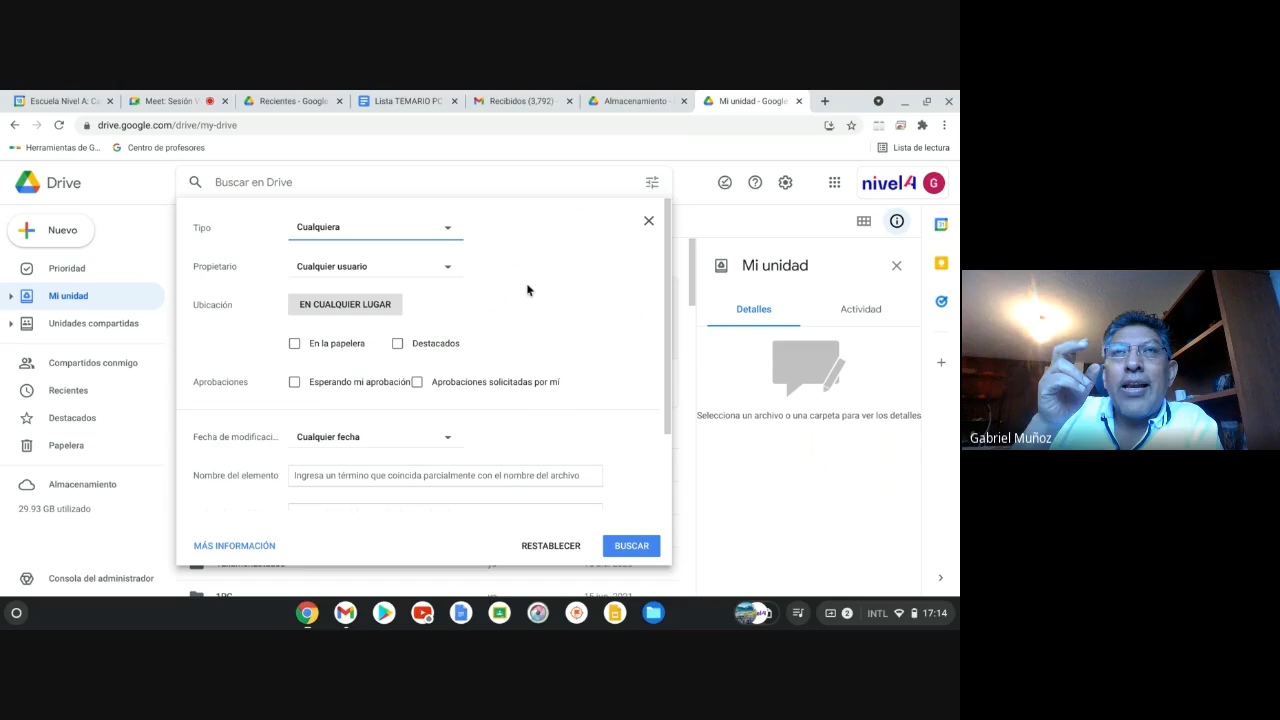 Escuela Nivel A: Ca
Meet: Sesión V
Recientes - Google
Lista TEMARIO PC
Recibidos (3,792) -
Almacenamiento -
Mi unidad - Google
drive.google.com/drive/my-drive
Herramientas de G...
Centro de profesores
Lista de lectura
Drive
Buscar en Drive
nivelA
G
Nuevo
Prioridad
Mi unidad
Unidades compartidas
Compartidos conmigo
Recientes
Destacados
Papelera
Almacenamiento
29.93 GB utilizado
Consola del administrador
Tipo
Cualquiera
Propietario
Cualquier usuario
Ubicación
EN CUALQUIER LUGAR
En la papelera
Destacados
Aprobaciones
Esperando mi aprobación
Aprobaciones solicitadas por mí
Fecha de modificaci...
Cualquier fecha
Nombre del elemento
Ingresa un término que coincida parcialmente con el nombre del archivo
MÁS INFORMACIÓN
RESTABLECER
BUSCAR
Mi unidad
Detalles
Actividad
Selecciona un archivo o una carpeta para ver los detalles
2
INTL
17:14
Gabriel Muñoz